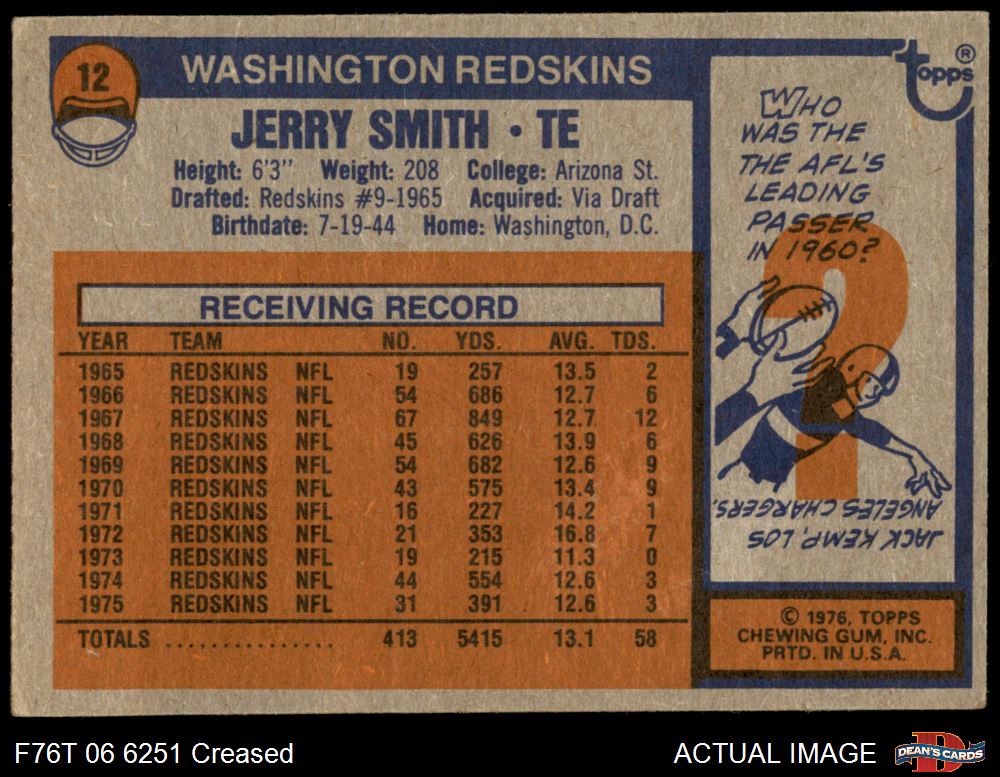 12
WASHINGTON REDSKINS
JERRY SMITH • TE
Height: 6'3" Weight: 208 College: Arizona St.
Drafted: Redskins #9-1965 Acquired: Via Draft
Birthdate: 7-19-44 Home: Washington, D.C.
RECEIVING RECORD
YEAR TEAM NO. YDS. AVG. TDS.
1965 REDSKINS NFL 19 257 13.5 2
1966 REDSKINS NFL 54 686 12.7 6
1967 REDSKINS NFL 67 849 12.7 12
1968 REDSKINS NFL 45 626 13.9 6
1969 REDSKINS NFL 54 682 12.6 9
1970 REDSKINS NFL 43 575 13.4 9
1971 REDSKINS NFL 16 227 14.2 1
1972 REDSKINS NFL 21 353 16.8 7
1973 REDSKINS NFL 19 215 11.3 0
1974 REDSKINS NFL 44 554 12.6 3
1975 REDSKINS NFL 31 391 12.6 3
TOTALS ................ 413 5415 13.1 58
Topps®
WHO
WAS THE
THE AFL'S
LEADING
PASSER
IN 1960?
?
JACK KEMP, LOS
ANGELES CHARGERS.
© 1976, TOPPS
CHEWING GUM, INC.
PRTD. IN U.S.A.
F76T 06 6251 Creased
ACTUAL IMAGE
D
DEAN'S CARDS